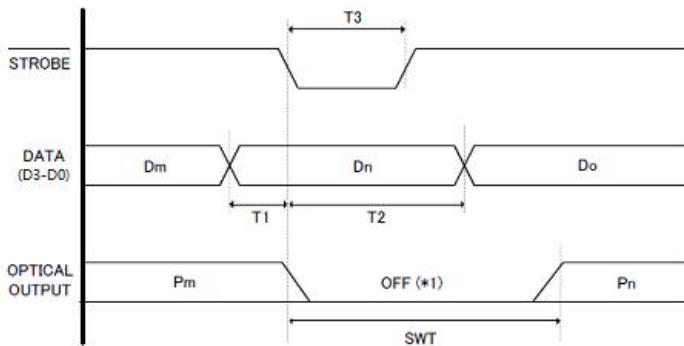 T3
STROBE
DATA
(D3-D0)
Dm
Dn
Do
T1
T2
OPTICAL
OUTPUT
Pm
OFF (*1)
Pn
SWT